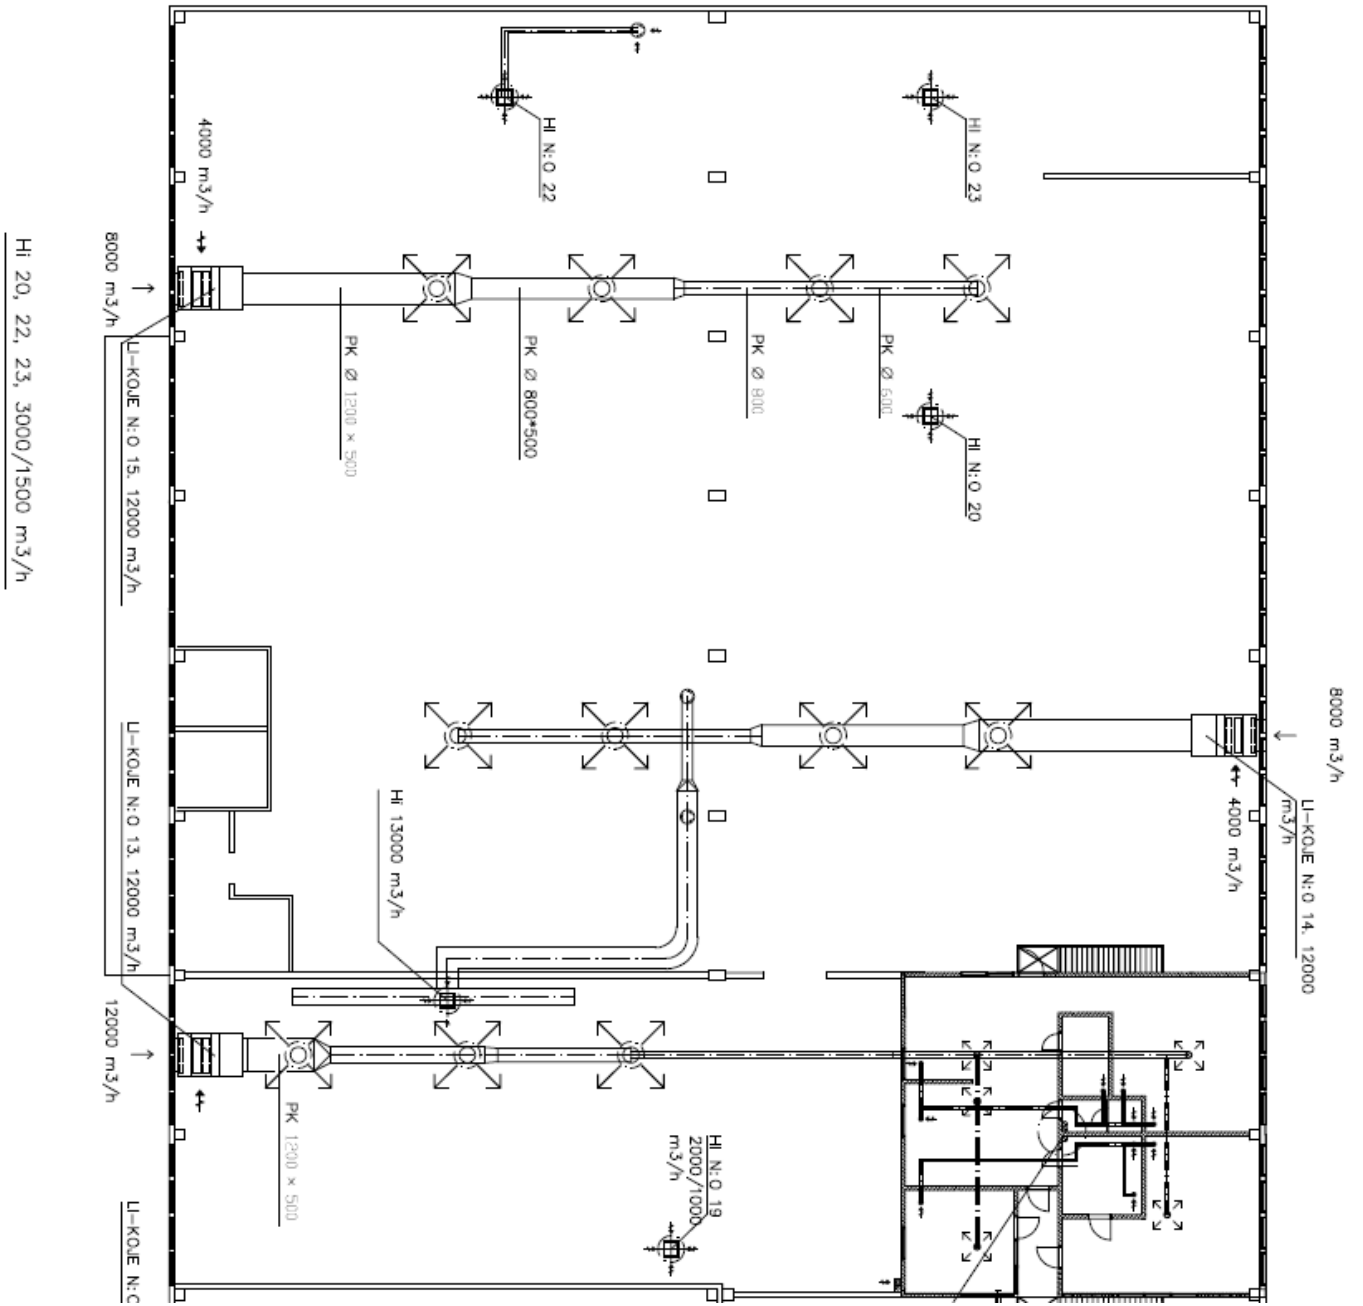 HI N:O 22
HI N:O 23
4000 m3/h
8000 m3/h
Hi 20, 22, 23, 3000/1500 m3/h
LI-KOJE N:O 15. 12000 m3/h
PK Ø 1200 x 500
PK Ø 800*500
PK Ø 800
PK Ø 600
HI N:O 20
8000 m3/h
4000 m3/h
LI-KOJE N:O 14. 12000
m3/h
LI-KOJE N:O 13. 12000 m3/h
Hi 13000 m3/h
12000 m3/h
PK 1200 x 500
HI N:O 19
2000/1000
m3/h
LI-KOJE